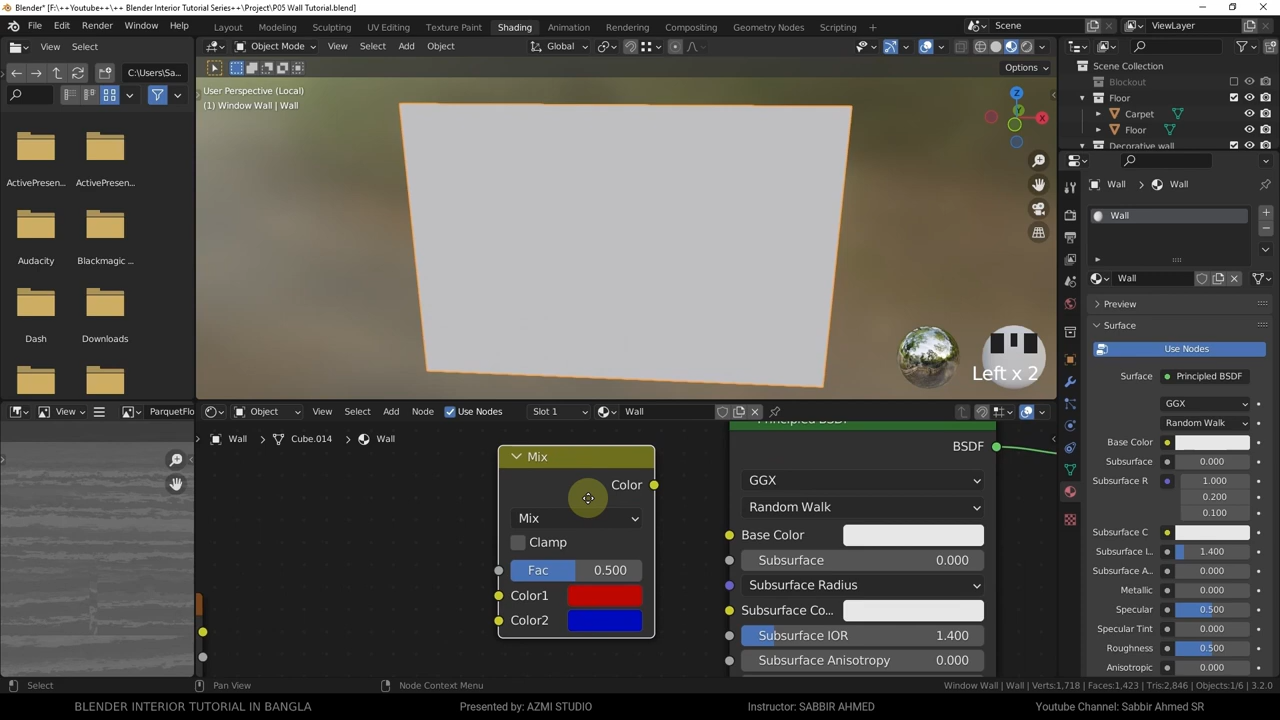 Blender* [F:\++Youtube++\++ Blender Interior Tutorial Series++\Project\P05 Wall Tutorial.blend]
File Edit Render Window Help Layout Modeling Sculpting UV Editing Texture Paint Shading Animation Rendering Compositing Geometry Nodes Scripting Scene ViewLayer
View Select Object Mode View Select Add Object Global
C:\Users\Sa... Options
User Perspective (Local)
(1) Window Wall | Wall
Z
Y
X
Scene Collection
Blockout
Floor
Carpet
Floor
Decorative wall
ActivePresen... ActivePresen...
Audacity Blackmagic ...
Dash Downloads
Wall Wall
Wall
Wall
Preview
Surface
Use Nodes
Surface Principled BSDF
GGX
Random Walk
Base Color
Subsurface 0.000
Subsurface R 1.000
0.200
0.100
Subsurface C
Subsurface I... 1.400
Subsurface A... 0.000
Metallic 0.000
Specular 0.500
Specular Tint 0.000
Roughness 0.500
Anisotropic 0.000
Left x 2
View ParquetFlo
Object View Select Add Node Use Nodes Slot 1 Wall
Wall Cube.014 Wall
Mix
Color
Mix
Clamp
Fac 0.500
Color1
Color2
Principled BSDF
BSDF
GGX
Random Walk
Base Color
Subsurface 0.000
Subsurface Radius
Subsurface Co...
Subsurface IOR 1.400
Subsurface Anisotropy 0.000
Select Pan View Node Context Menu Window Wall | Wall | Verts:1,718 | Faces:1,423 | Tris:2,846 | Objects:1/6 | 3.2.0
BLENDER INTERIOR TUTORIAL IN BANGLA Presented by: AZMI STUDIO Instructor: SABBIR AHMED Youtube Channel: Sabbir Ahmed SR